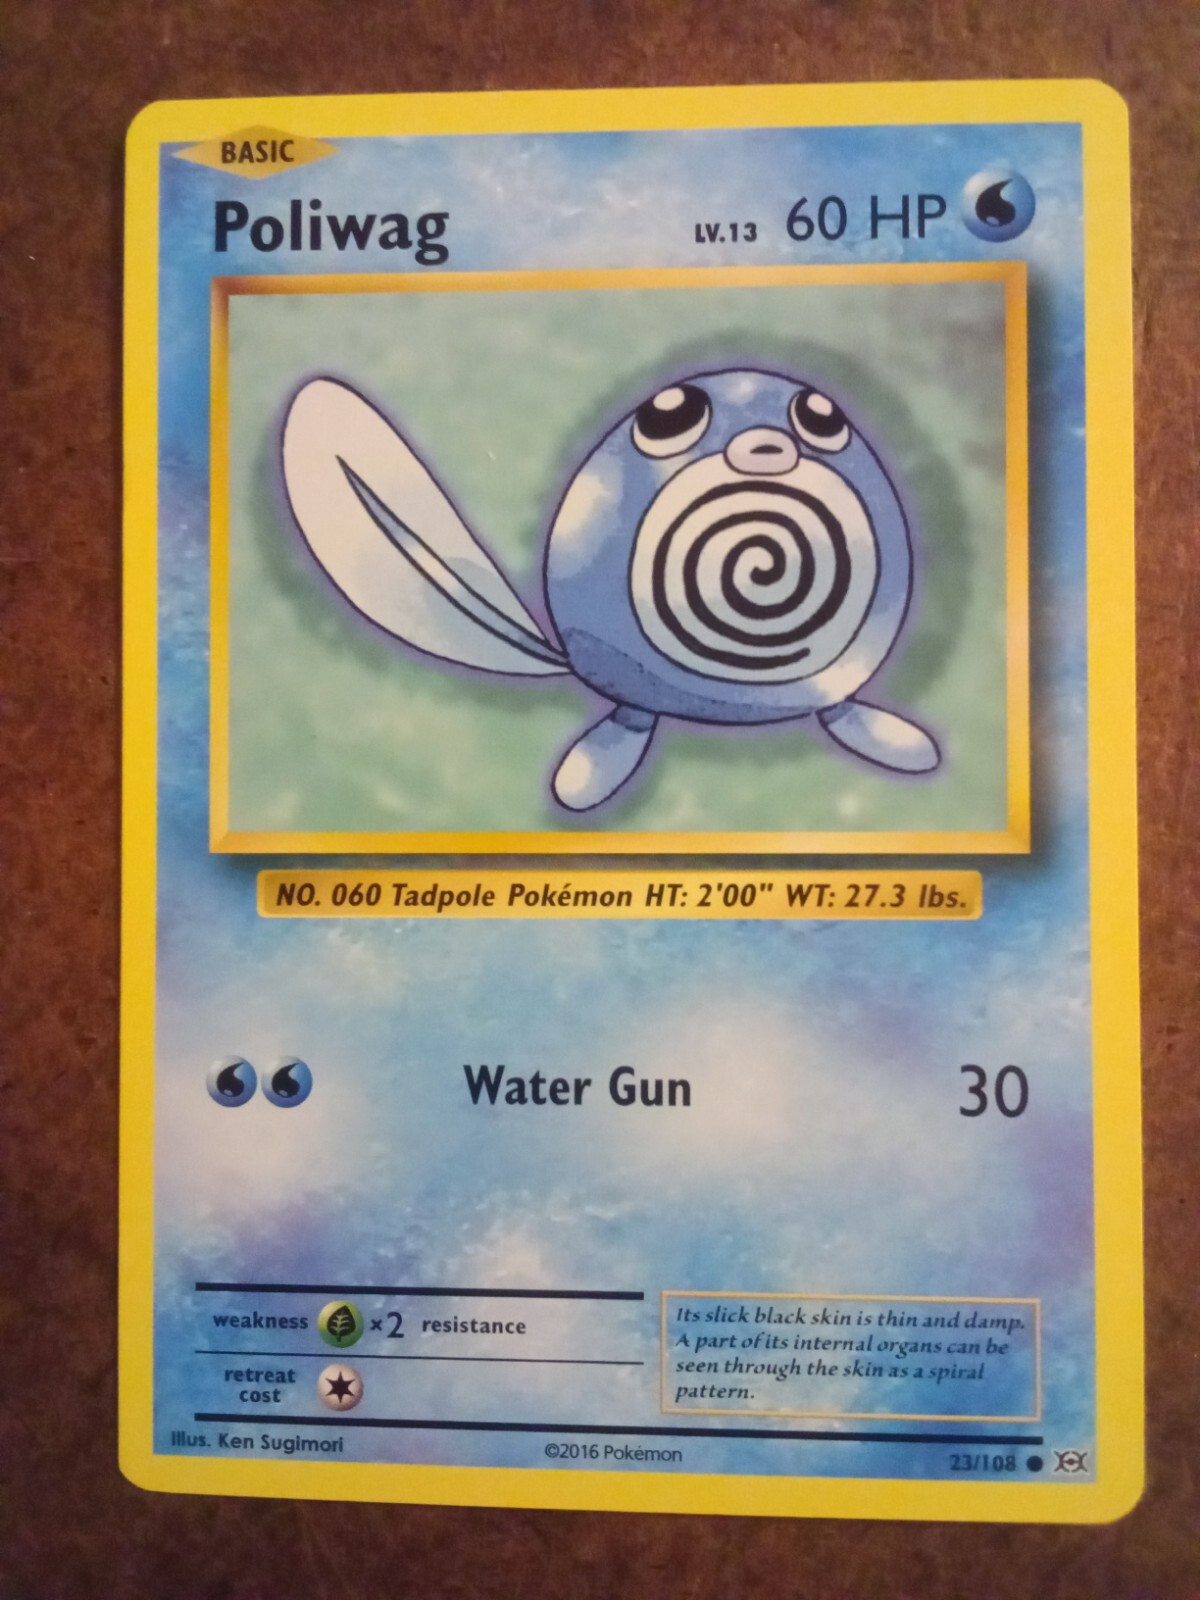 BASIC
Poliwag LV.13 60 HP
NO. 060 Tadpole Pokémon HT: 2'00" WT: 27.3 lbs.
Water Gun 30
weakness ×2 resistance
retreat
cost
Its slick black skin is thin and damp.
A part of its internal organs can be
seen through the skin as a spiral
pattern.
Illus. Ken Sugimori
©2016 Pokémon
23/108